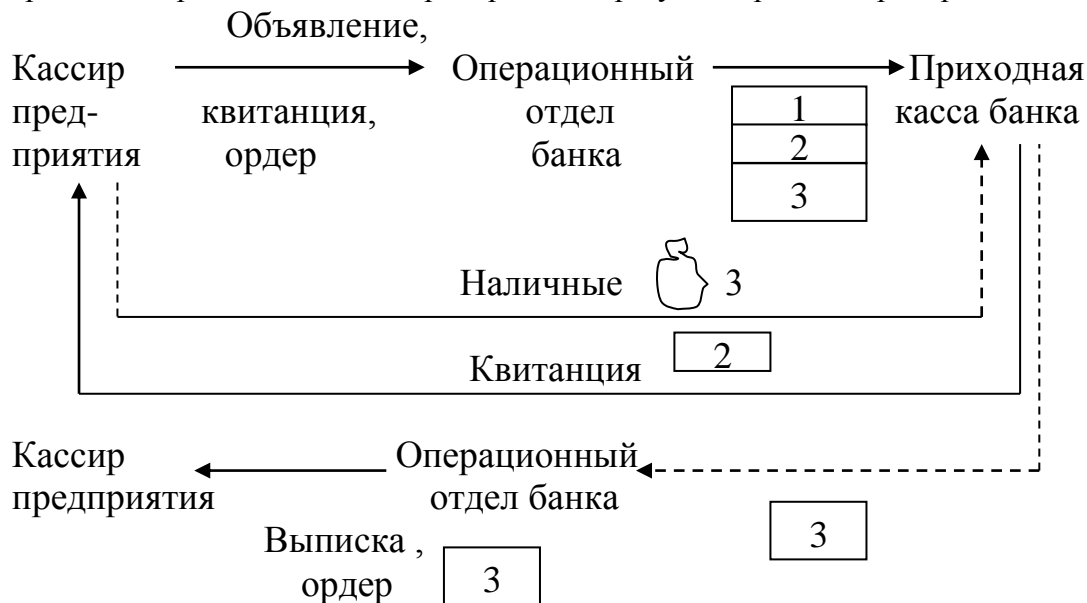 Объявление,
Кассир пред- приятия
квитанция, ордер
Операционный отдел банка
1
2
3
Приходная касса банка
Наличные 3
Квитанция 2
Кассир предприятия
Операционный отдел банка
3
Выписка , ордер 3